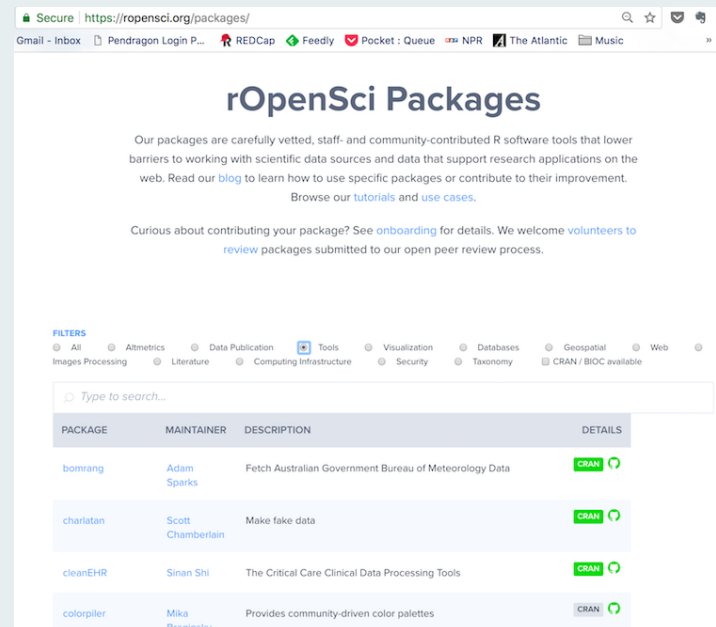 Secure https://ropensci.org/packages/
Gmail - Inbox Pendragon Login P... REDCap Feedly Pocket : Queue NPR The Atlantic Music »
rOpenSci Packages
Our packages are carefully vetted, staff- and community-contributed R software tools that lower
barriers to working with scientific data sources and data that support research applications on the
web. Read our blog to learn how to use specific packages or contribute to their improvement.
Browse our tutorials and use cases.
Curious about contributing your package? See onboarding for details. We welcome volunteers to
review packages submitted to our open peer review process.
FILTERS
All Altmetrics Data Publication Tools Visualization Databases Geospatial Web
Images Processing Literature Computing Infrastructure Security Taxonomy CRAN / BIOC available
Type to search...
PACKAGE MAINTAINER DESCRIPTION DETAILS
bomrang Adam Fetch Australian Government Bureau of Meteorology Data CRAN
Sparks
charlatan Scott Make fake data CRAN
Chamberlain
cleanEHR Sinan Shi The Critical Care Clinical Data Processing Tools CRAN
colorpiler Mika Provides community-driven color palettes CRAN